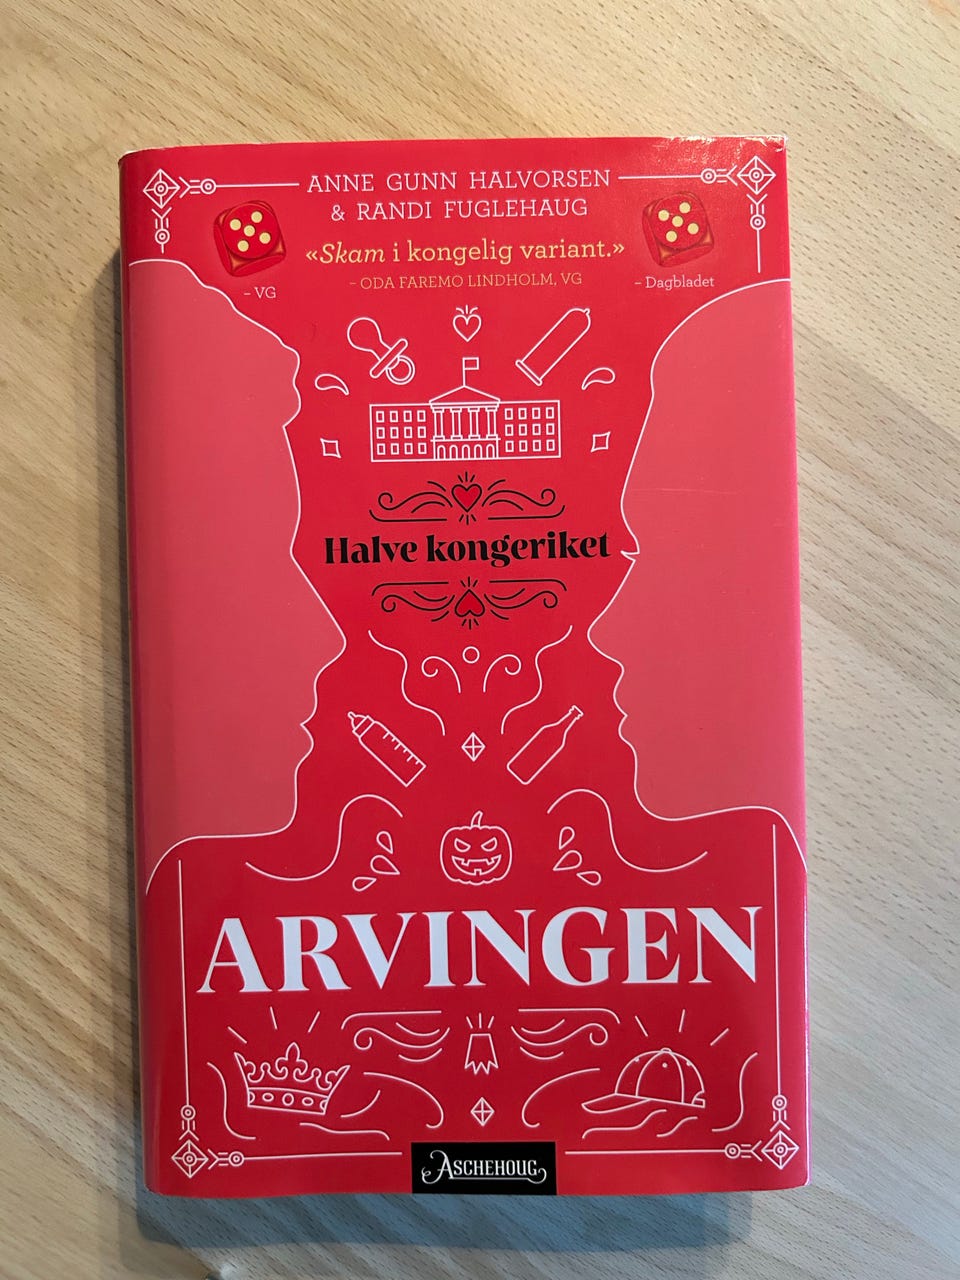 ANNE GUNN HALVORSEN
& RANDI FUGLEHAUG
«Skam i kongelig variant.»
– ODA FAREMO LINDHOLM, VG
– VG
– Dagbladet
Halve kongeriket
ARVINGEN
ASCHEHOUG